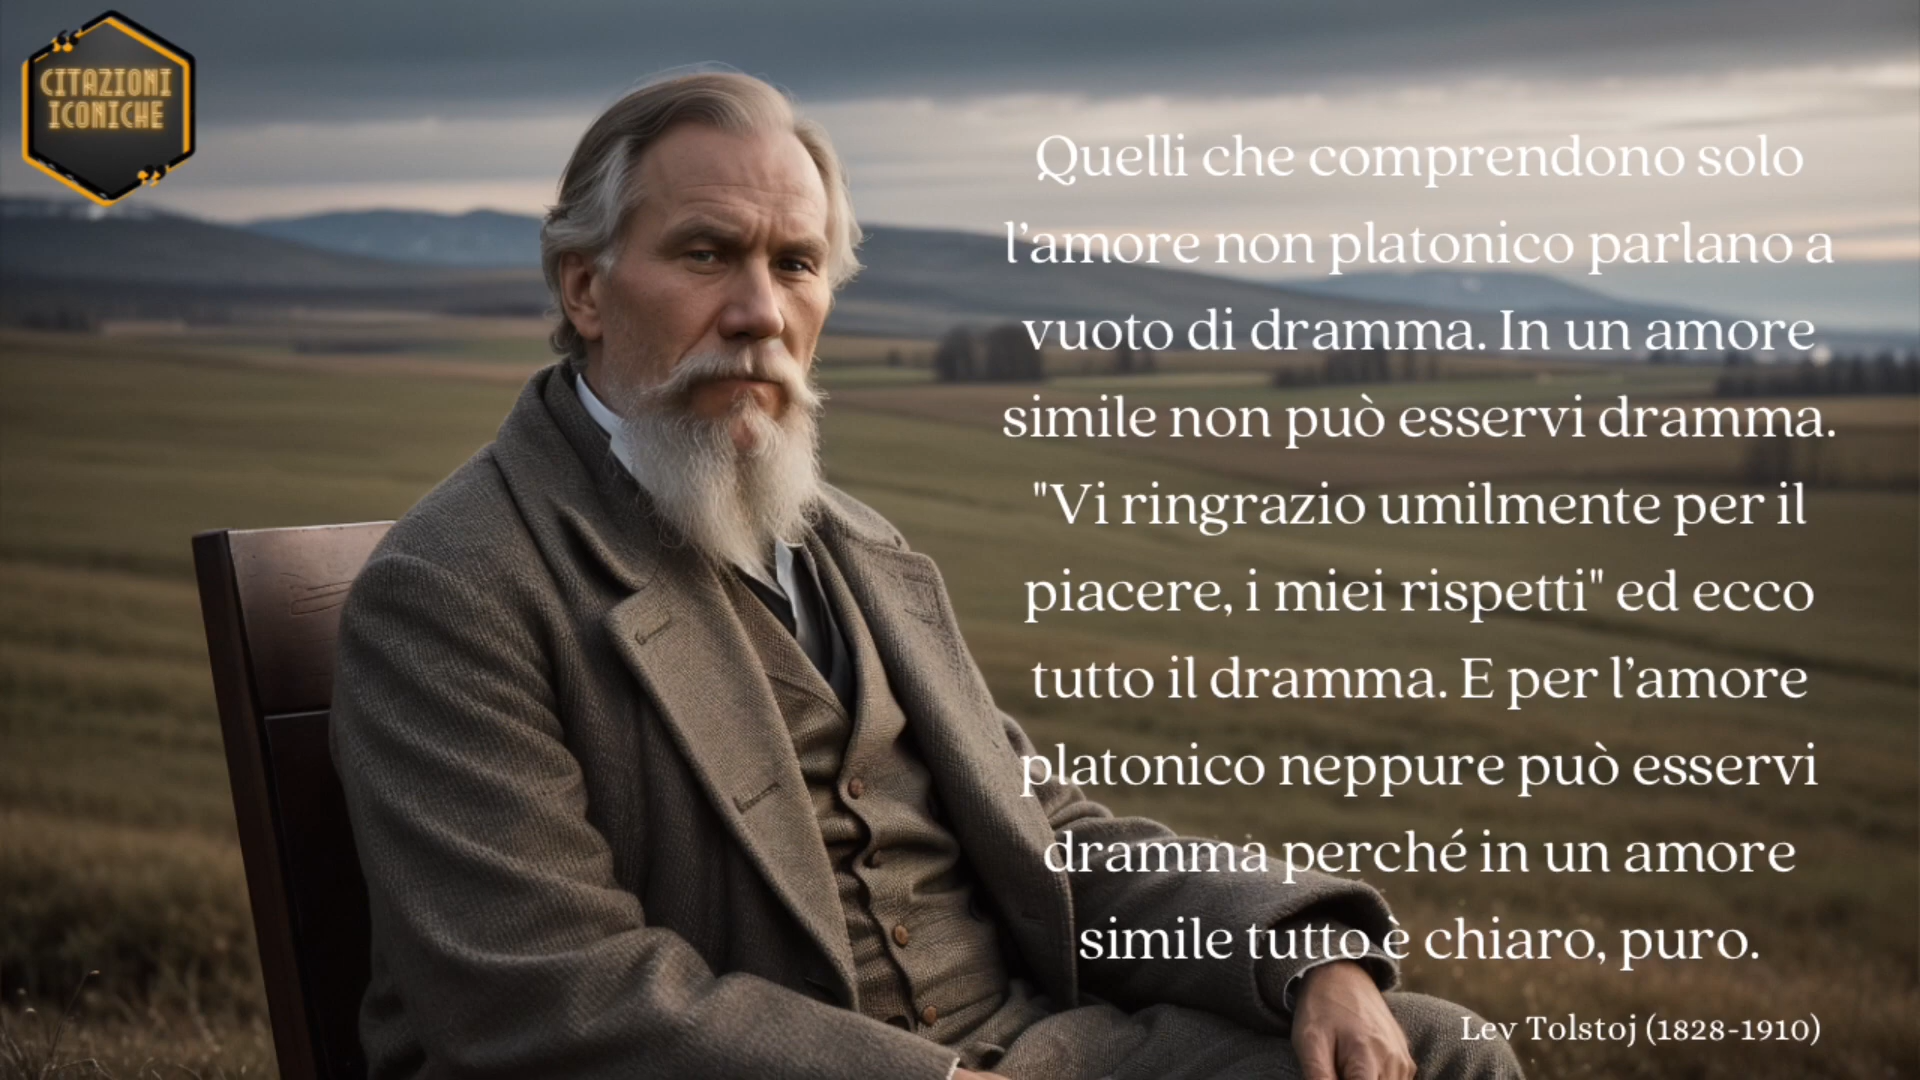 CITAZIONI
ICONICHE
Quelli che comprendono solo
l’amore non platonico parlano a
vuoto di dramma. In un amore
simile non può esservi dramma.
"Vi ringrazio umilmente per il
piacere, i miei rispetti" ed ecco
tutto il dramma. E per l’amore
platonico neppure può esservi
dramma perché in un amore
simile tutto è chiaro, puro.
Lev Tolstoj (1828-1910)